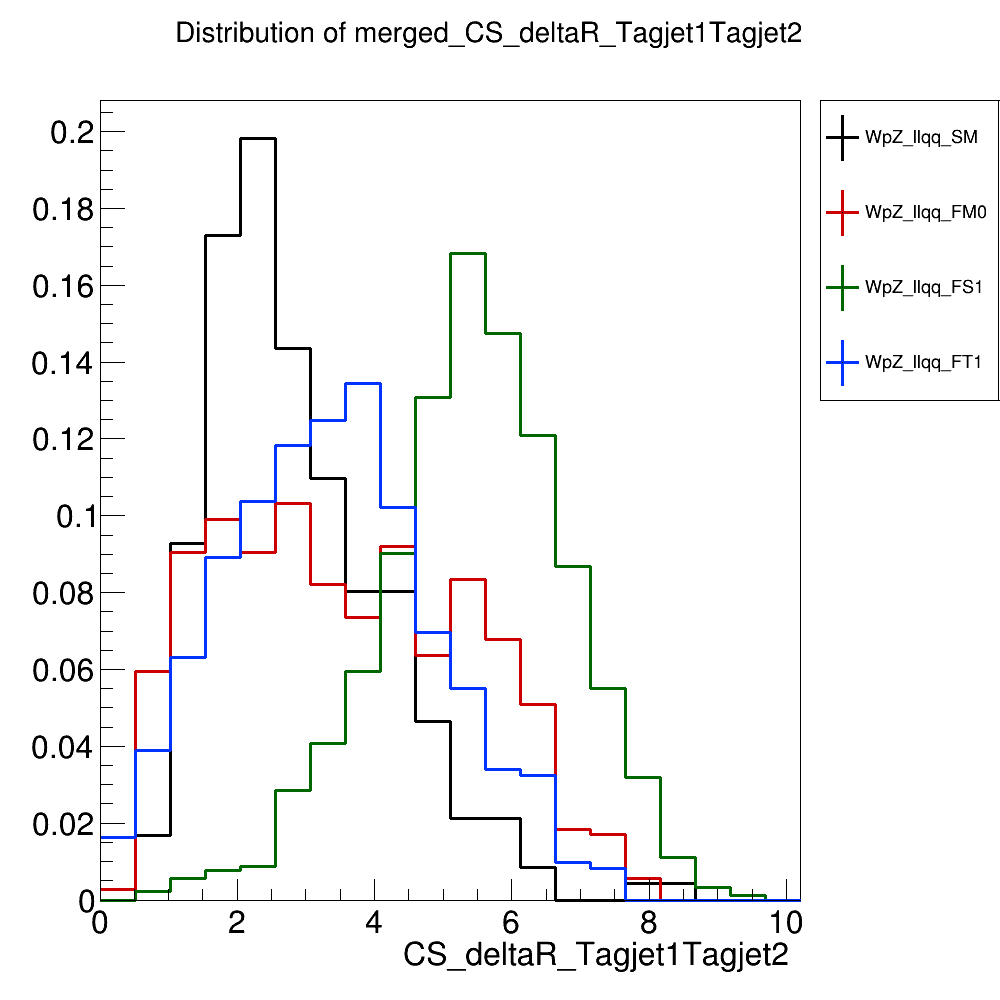 Distribution of merged_CS_deltaR_Tagjet1Tagjet2
WpZ_llqq_SM
WpZ_llqq_FM0
WpZ_llqq_FS1
WpZ_llqq_FT1
0.2
0.18
0.16
0.14
0.12
0.1
0.08
0.06
0.04
0.02
0
0 2 4 6 8 10
CS_deltaR_Tagjet1Tagjet2